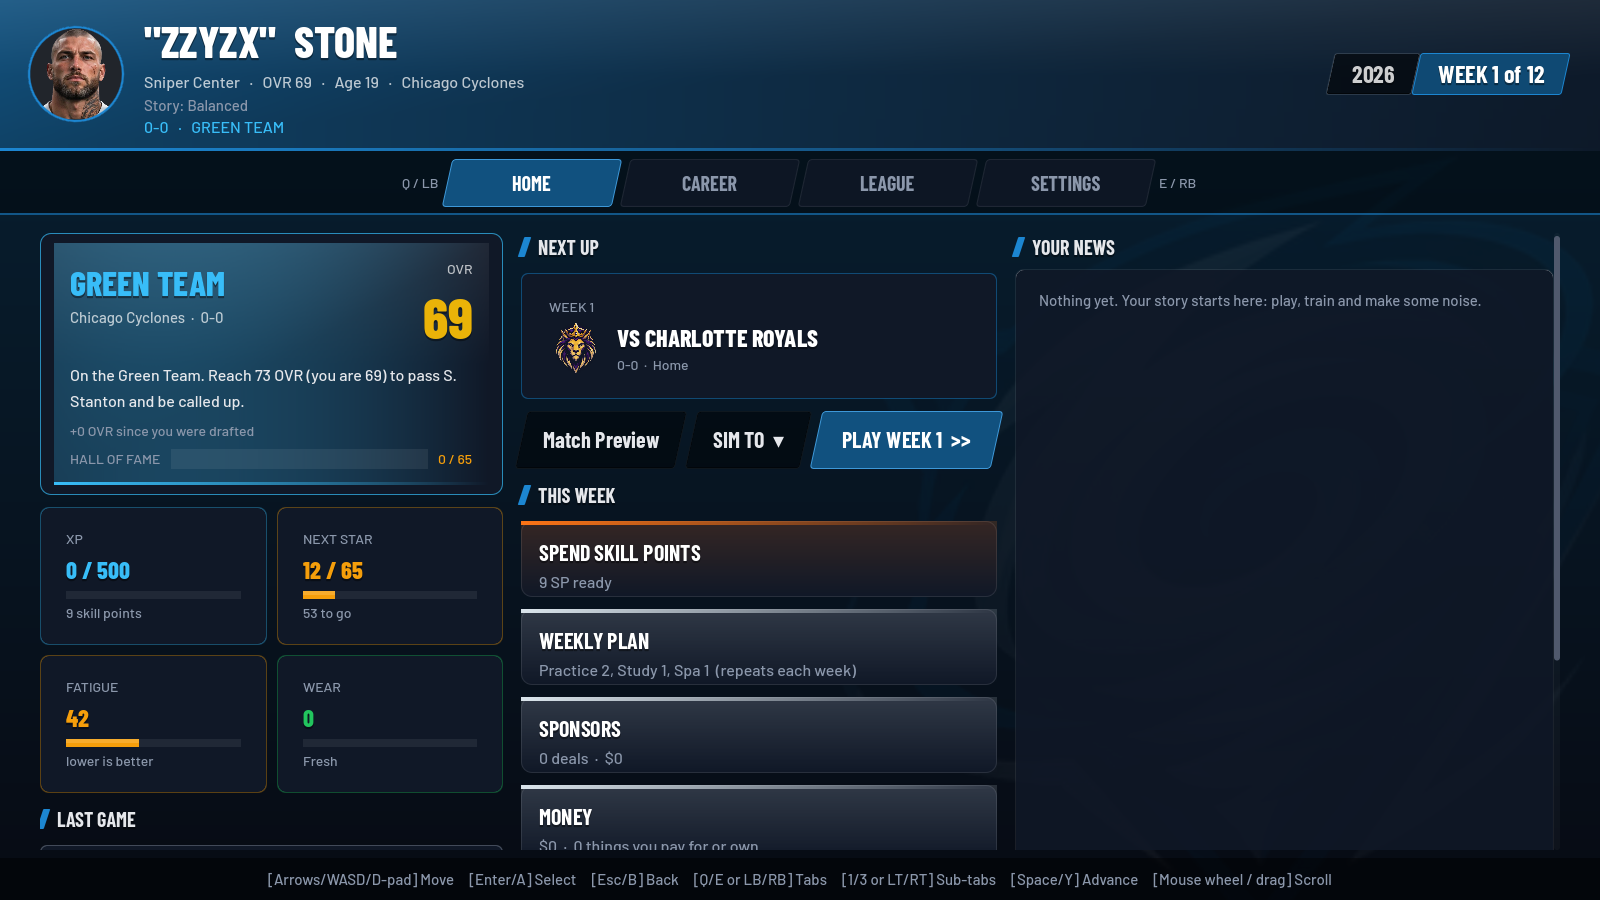 "ZZYZX" STONE
Sniper Center · OVR 69 · Age 19 · Chicago Cyclones
Story: Balanced
0-0 · GREEN TEAM
2026
WEEK 1 of 12
Q / LB
HOME
CAREER
LEAGUE
SETTINGS
E / RB
GREEN TEAM
Chicago Cyclones · 0-0
OVR
69
On the Green Team. Reach 73 OVR (you are 69) to pass S.
Stanton and be called up.
+0 OVR since you were drafted
HALL OF FAME
0 / 65
XP
0 / 500
9 skill points
NEXT STAR
12 / 65
53 to go
FATIGUE
42
lower is better
WEAR
0
Fresh
LAST GAME
NEXT UP
WEEK 1
VS CHARLOTTE ROYALS
0-0 · Home
Match Preview
SIM TO ▼
PLAY WEEK 1 >>
THIS WEEK
SPEND SKILL POINTS
9 SP ready
WEEKLY PLAN
Practice 2, Study 1, Spa 1 (repeats each week)
SPONSORS
0 deals · $0
MONEY
$0 · 0 things you pay for or own
YOUR NEWS
Nothing yet. Your story starts here: play, train and make some noise.
[Arrows/WASD/D-pad] Move [Enter/A] Select [Esc/B] Back [Q/E or LB/RB] Tabs [1/3 or LT/RT] Sub-tabs [Space/Y] Advance [Mouse wheel / drag] Scroll